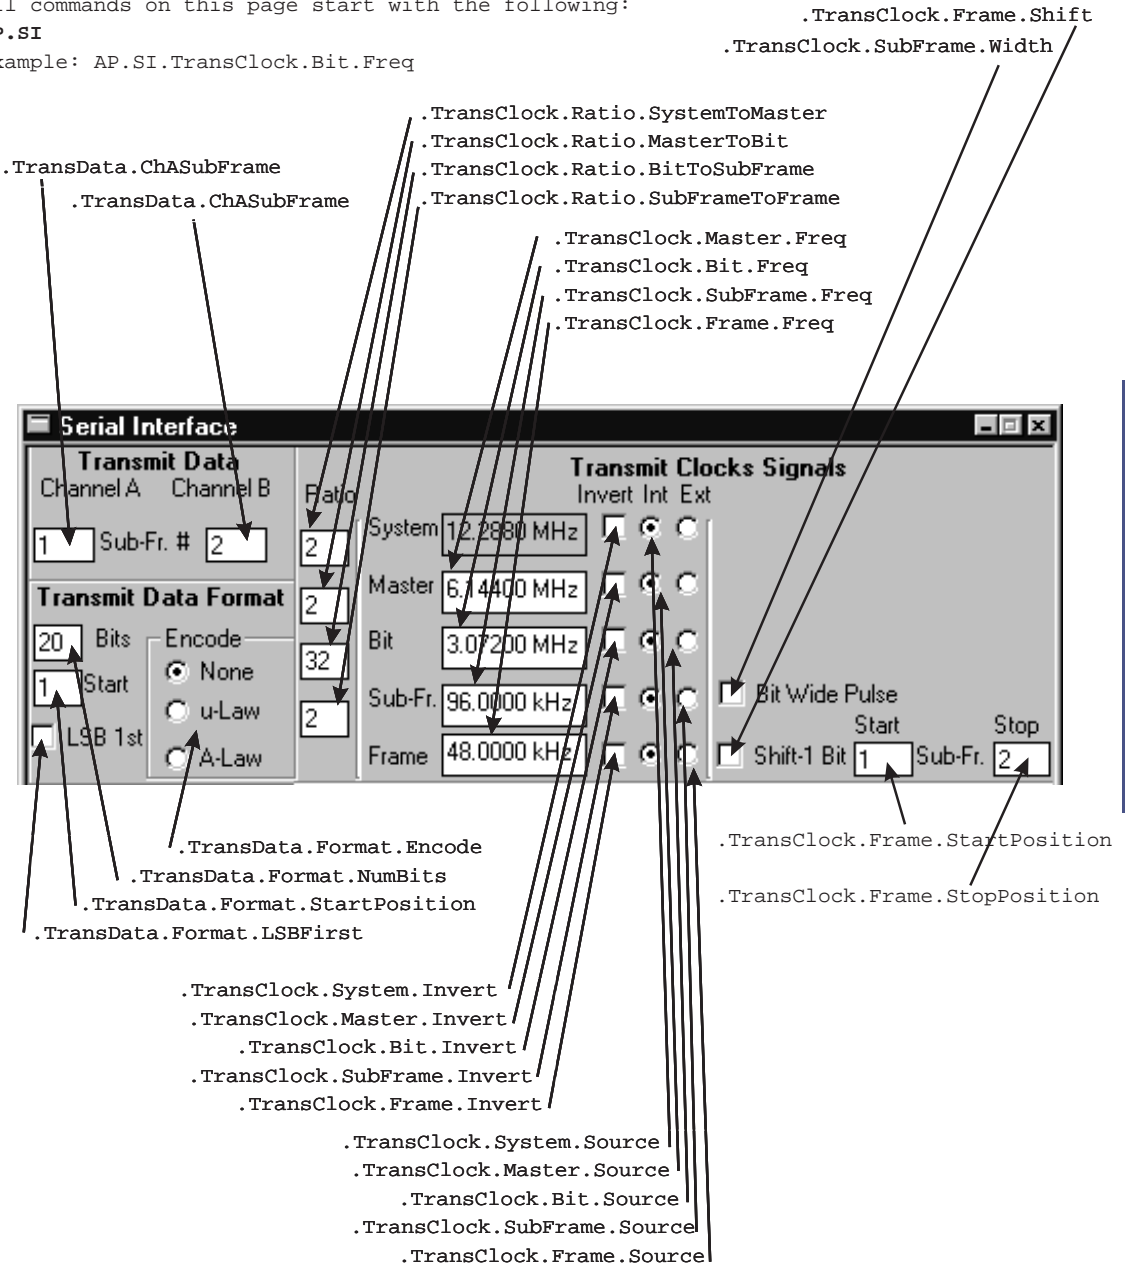 commands on this page start with the following:
.SI
Example: AP.SI.TransClock.Bit.Freq
.TransClock.Frame.Shift
.TransClock.SubFrame.Width
.TransClock.Ratio.SystemToMaster
.TransClock.Ratio.MasterToBit
.TransClock.Ratio.BitToSubFrame
.TransClock.Ratio.SubFrameToFrame
.TransData.ChASubFrame
.TransData.ChASubFrame
.TransClock.Master.Freq
.TransClock.Bit.Freq
.TransClock.SubFrame.Freq
.TransClock.Frame.Freq
Serial Interface
Transmit Data
Channel A Channel B
1 Sub-Fr. # 2
Transmit Data Format
20 Bits
1 Start
LSB 1st
Encode
None
u-Law
A-Law
Ratio
2
2
32
2
Transmit Clocks Signals
Invert Int Ext
System 12.2880 MHz
Master 6.14400 MHz
Bit 3.07200 MHz
Sub-Fr. 96.0000 kHz
Frame 48.0000 kHz
Bit Wide Pulse
Start Stop
Shift-1 Bit 1 Sub-Fr. 2
.TransData.Format.Encode
.TransData.Format.NumBits
.TransData.Format.StartPosition
.TransData.Format.LSBFirst
.TransClock.Frame.StartPosition
.TransClock.Frame.StopPosition
.TransClock.System.Invert
.TransClock.Master.Invert
.TransClock.Bit.Invert
.TransClock.SubFrame.Invert
.TransClock.Frame.Invert
.TransClock.System.Source
.TransClock.Master.Source
.TransClock.Bit.Source
.TransClock.SubFrame.Source
.TransClock.Frame.Source